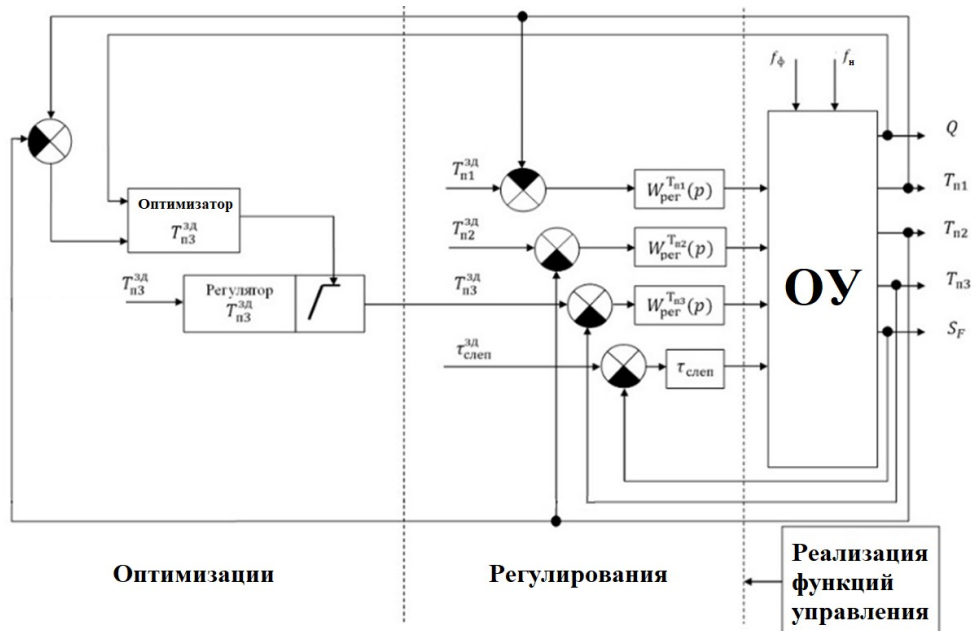 f_ф
f_н
Q
T_п1
T_п2
T_п3
S_F
T_п1^зд
W_рег^Tп1(p)
T_п2^зд
W_рег^Tп2(p)
T_п3^зд
W_рег^Tп3(p)
τ_слеп^зд
τ_слеп
ОУ
Оптимизатор
T_п3^зд
T_п3^зд
Регулятор
T_п3^зд
Оптимизации
Регулирования
Реализация
функций
управления